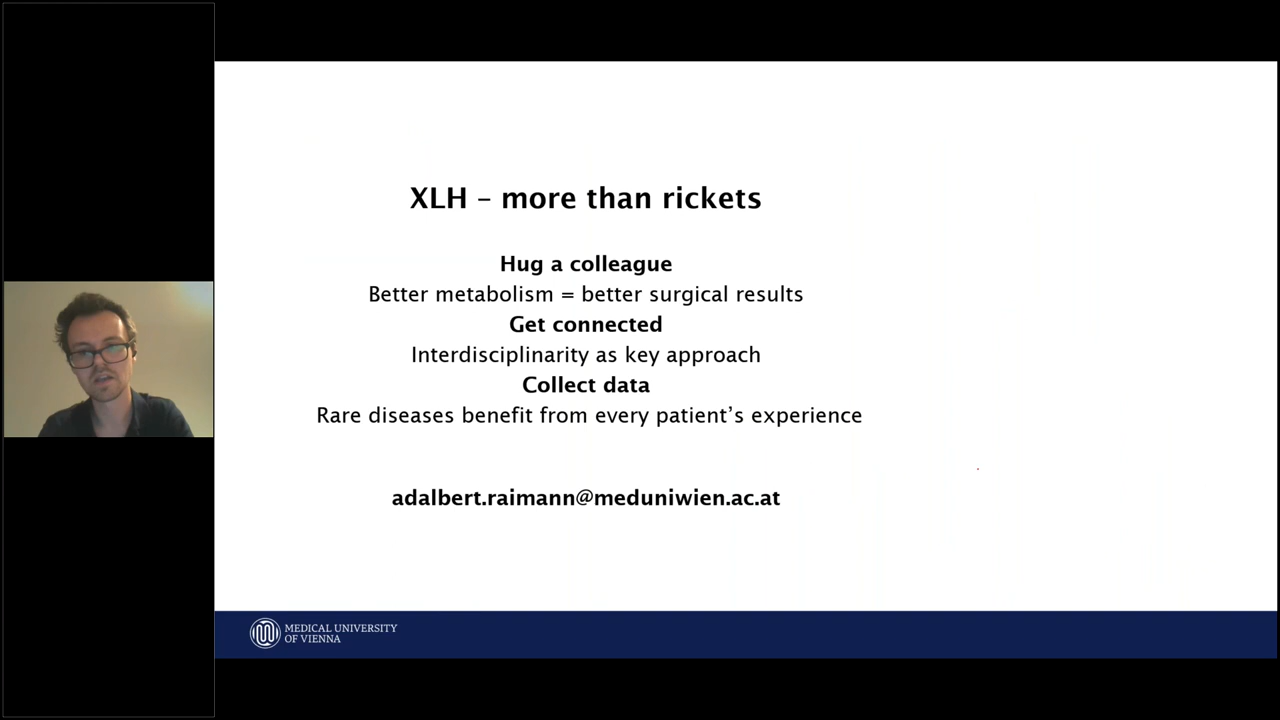 XLH – more than rickets
Hug a colleague
Better metabolism = better surgical results
Get connected
Interdisciplinarity as key approach
Collect data
Rare diseases benefit from every patient’s experience
adalbert.raimann@meduniwien.ac.at
MEDICAL UNIVERSITY
OF VIENNA